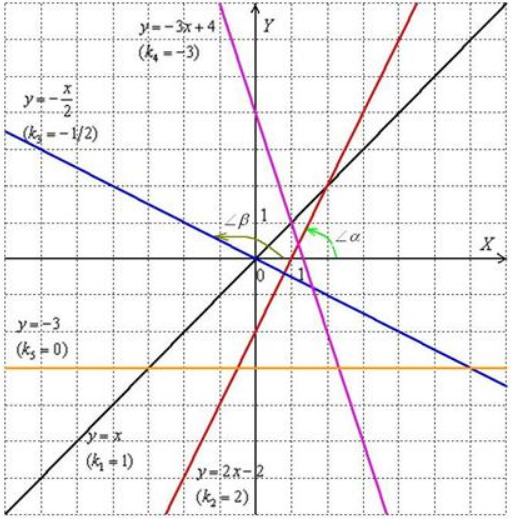 y = −3x + 4
(k₄ = −3)
Y
y = −x/2
(k₃ = −1/2)
∠β
1
∠α
X
0
1
y = −3
(k₅ = 0)
y = x
(k₁ = 1)
y = 2x − 2
(k₂ = 2)